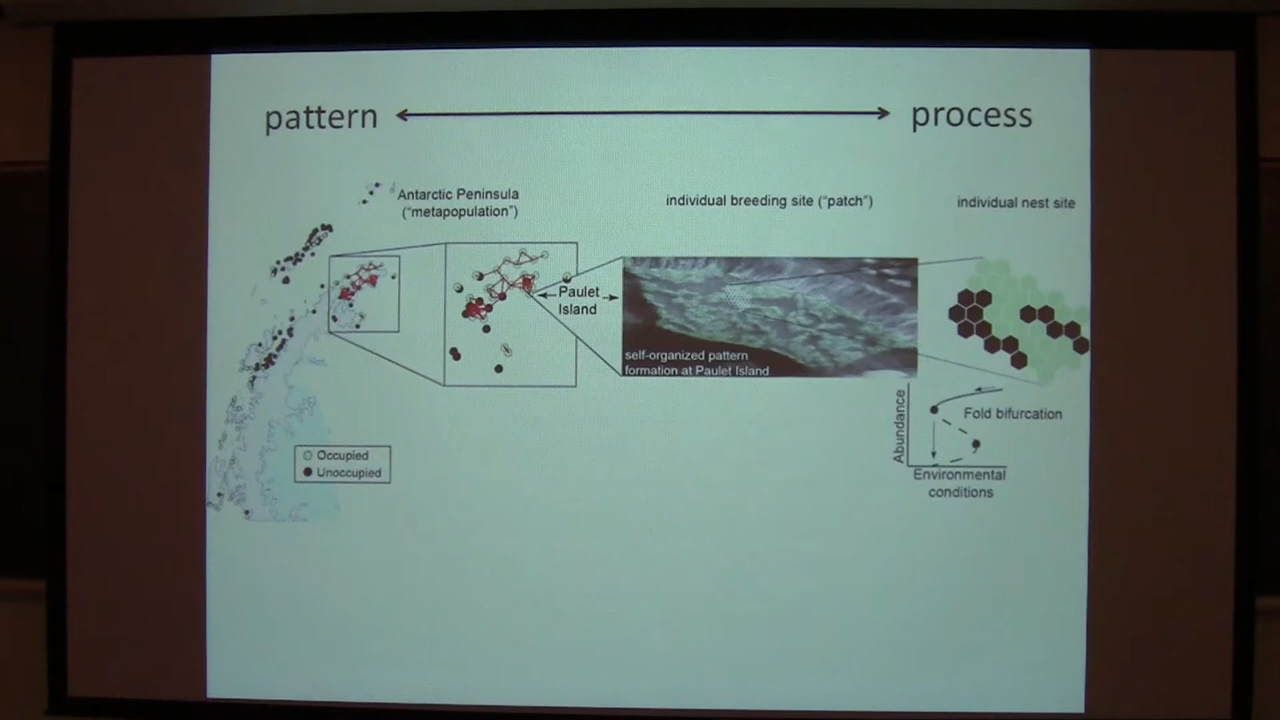 pattern
process
Antarctic Peninsula
("metapopulation")
individual breeding site ("patch")
individual nest site
Paulet
Island
self-organized pattern
formation at Paulet Island
Occupied
Unoccupied
Abundance
Fold bifurcation
Environmental
conditions